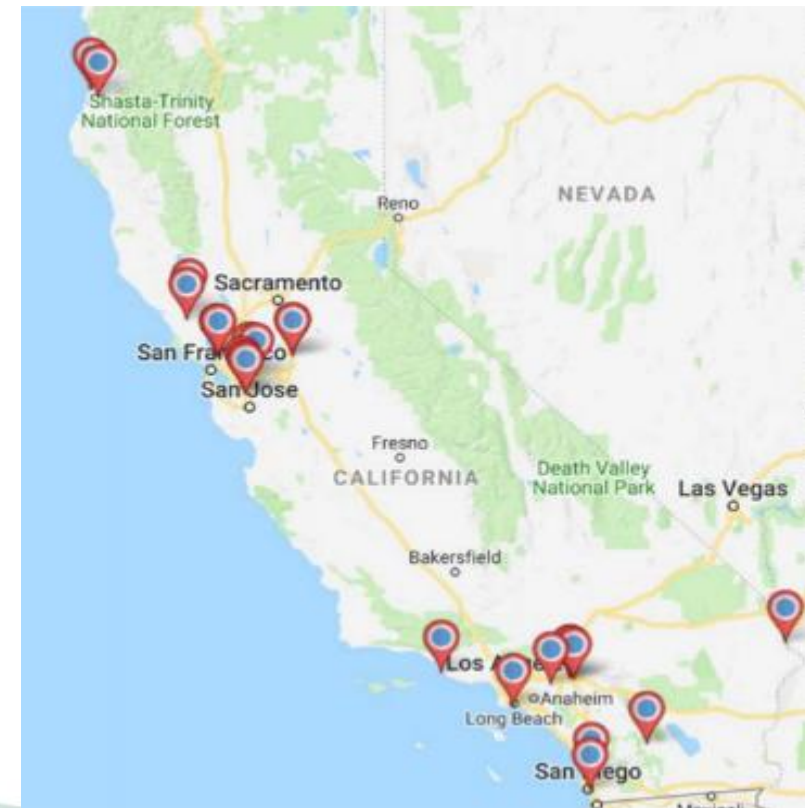 Shasta-Trinity
National Forest
Reno
NEVADA
Sacramento
San Fra co
San Jose
Fresno
CALIFORNIA
Death Valley
National Park
Las Vegas
Bakersfield
Los A
Anaheim
Long Beach
San ego